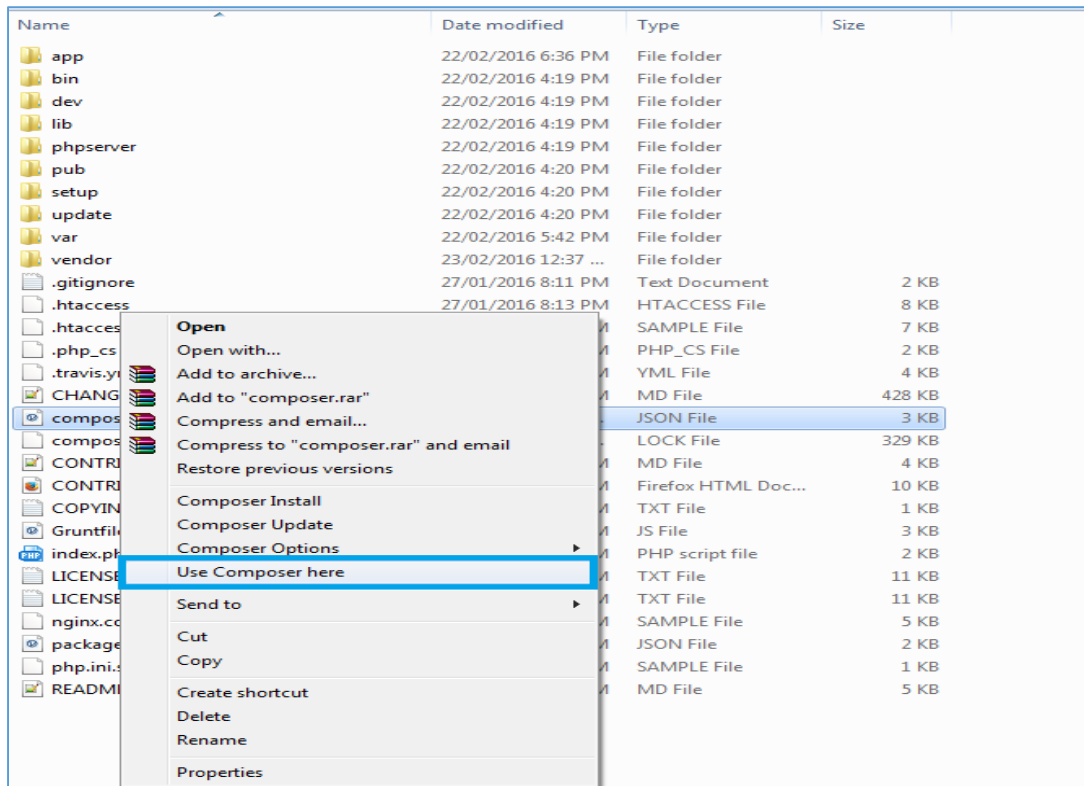 Name Date modified Type Size
app 22/02/2016 6:36 PM File folder
bin 22/02/2016 4:19 PM File folder
dev 22/02/2016 4:19 PM File folder
lib 22/02/2016 4:19 PM File folder
phpserver 22/02/2016 4:19 PM File folder
pub 22/02/2016 4:20 PM File folder
setup 22/02/2016 4:20 PM File folder
update 22/02/2016 4:20 PM File folder
var 22/02/2016 5:42 PM File folder
vendor 23/02/2016 12:37 ... File folder
.gitignore 27/01/2016 8:11 PM Text Document 2 KB
.htaccess 27/01/2016 8:13 PM HTACCESS File 8 KB
.htacces SAMPLE File 7 KB
.php_cs PHP_CS File 2 KB
.travis.y YML File 4 KB
CHANG MD File 428 KB
compos JSON File 3 KB
compos LOCK File 329 KB
CONTRI MD File 4 KB
CONTRI Firefox HTML Doc... 10 KB
COPYIN TXT File 1 KB
Gruntfil JS File 3 KB
index.ph PHP script file 2 KB
LICENSE TXT File 11 KB
LICENSE TXT File 11 KB
nginx.co SAMPLE File 5 KB
package JSON File 2 KB
php.ini.s SAMPLE File 1 KB
READM MD File 5 KB
Open
Open with...
Add to archive...
Add to "composer.rar"
Compress and email...
Compress to "composer.rar" and email
Restore previous versions
Composer Install
Composer Update
Composer Options
Use Composer here
Send to
Cut
Copy
Create shortcut
Delete
Rename
Properties